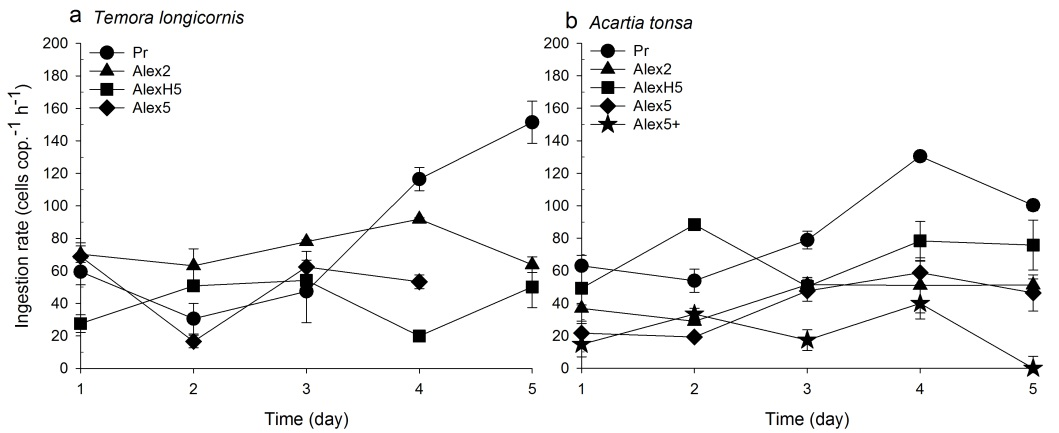 a Temora longicornis
Pr
Alex2
AlexH5
Alex5
200
180
160
140
120
100
80
60
40
20
0
1 2 3 4 5
Time (day)
Ingestion rate (cells cop.-1 h-1)
b Acartia tonsa
Pr
Alex2
AlexH5
Alex5
Alex5+
200
180
160
140
120
100
80
60
40
20
0
1 2 3 4 5
Time (day)